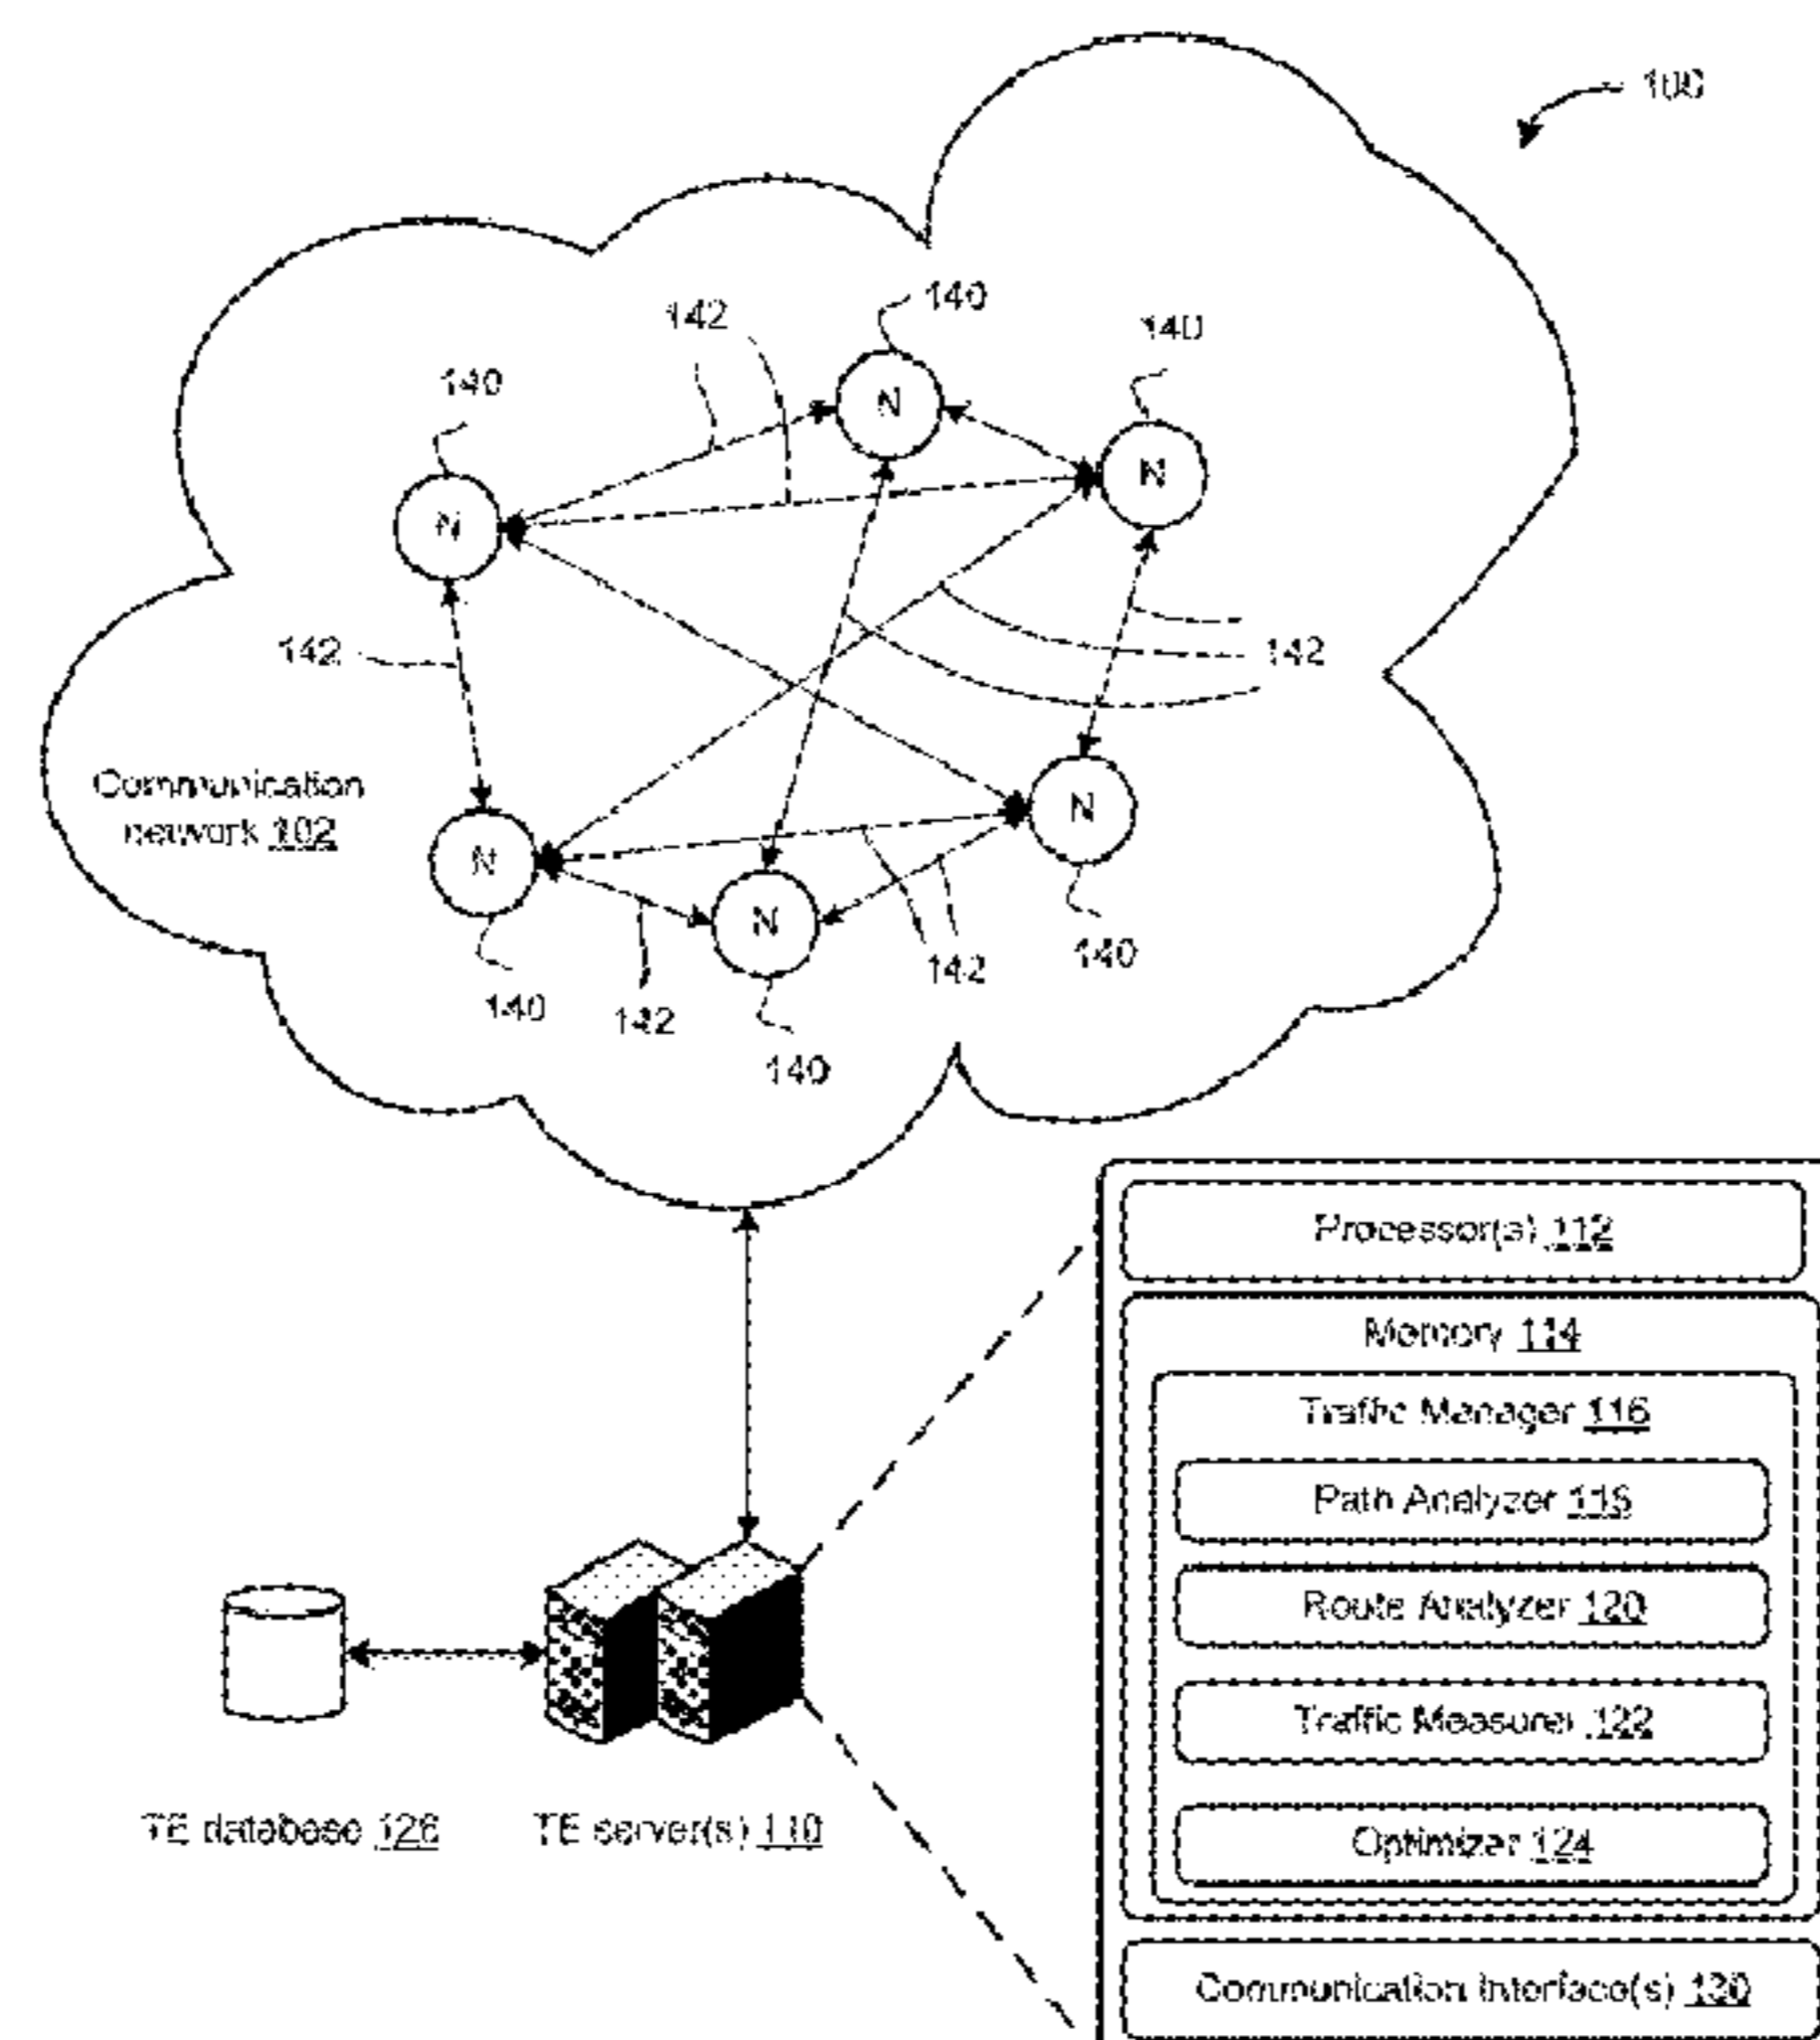 100
140
142
140
140
N
N
N
142
142
Communication
network 102
N
N
N
142
140
140
142
140
Processor(s) 112
Memory 114
Traffic Manager 116
Path Analyzer 118
Route Analyzer 120
Traffic Measurer 122
TE database 126
TE server(s) 110
Optimizer 124
Communication Interface(s) 130